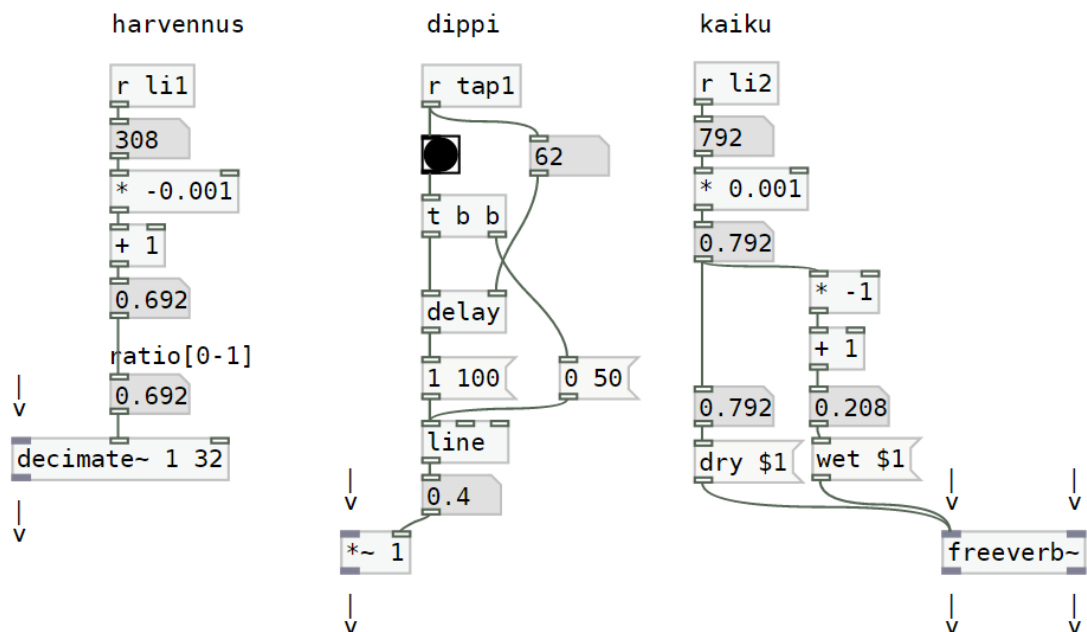 harvennus
r li1
308
* -0.001
+ 1
0.692
ratio[0-1]
0.692
|
v
decimate~ 1 32
|
v
dippi
r tap1
62
t b b
delay
1 100
0 50
line
0.4
|
v
*~ 1
|
v
kaiku
r li2
792
* 0.001
0.792
* -1
+ 1
0.792
0.208
dry $1
wet $1
|
v
|
v
freeverb~
|
v
|
v